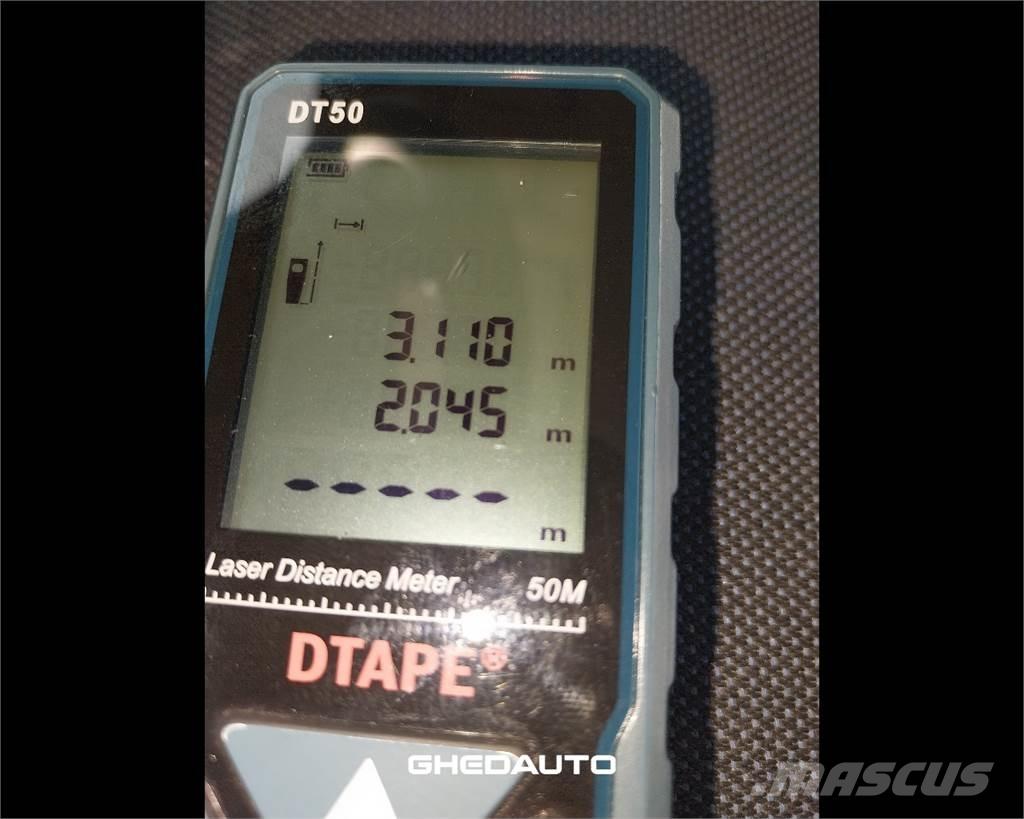 DT50
3.110 m
2.045 m
----- m
Laser Distance Meter 50M
DTAPE®
GHEDAUTO
MASCUS